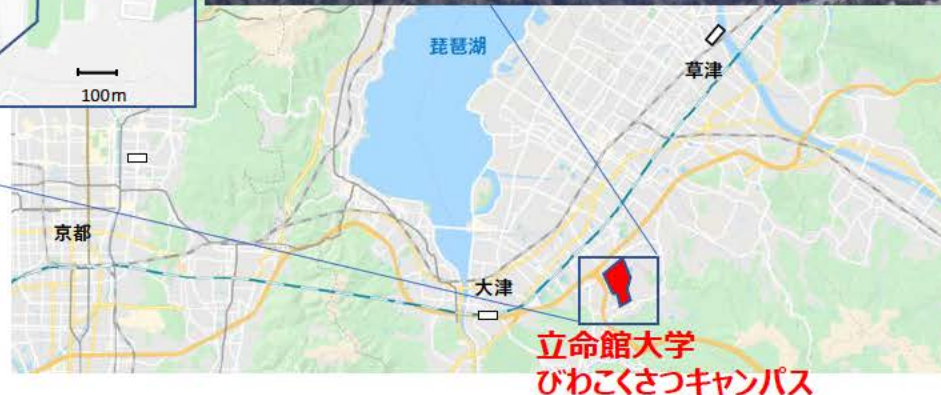 100m
琵琶湖
草津
京都
大津
立命館大学
びわこくさつキャンパス